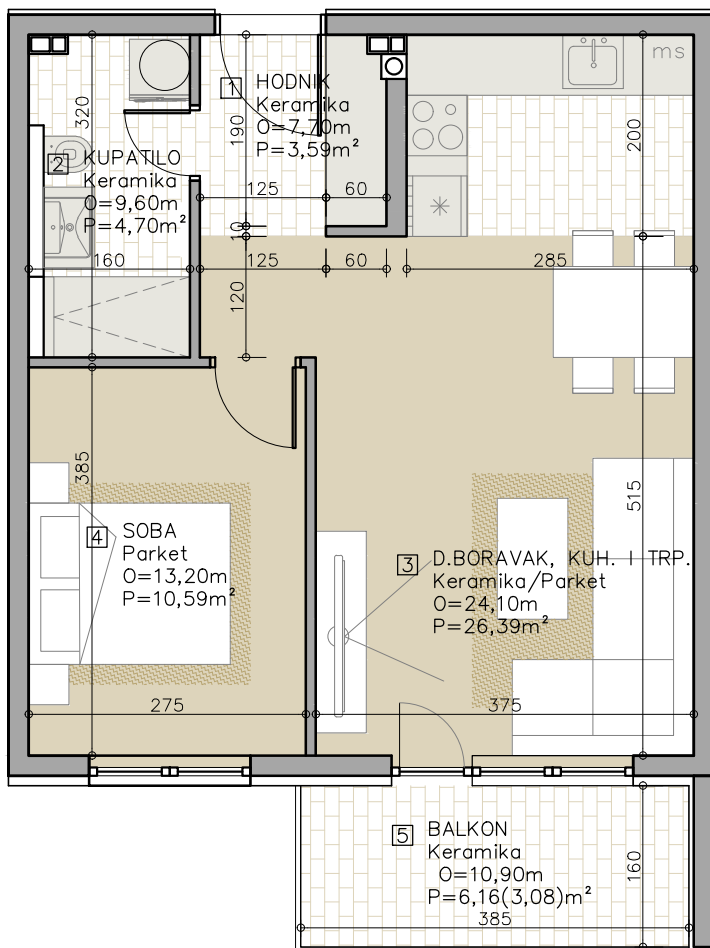 ms
1 HODNIK
Keramika
O=7,70m
P=3,59m²
320
190
200
2 KUPATILO
Keramika
O=9,60m
P=4,70m²
125
60
10
160
125
60
285
120
385
515
4 SOBA
Parket
O=13,20m
P=10,59m²
3 D.BORAVAK, KUH. I TRP.
Keramika/Parket
O=24,10m
P=26,39m²
275
375
5 BALKON
Keramika
O=10,90m
P=6,16(3,08)m²
160
385